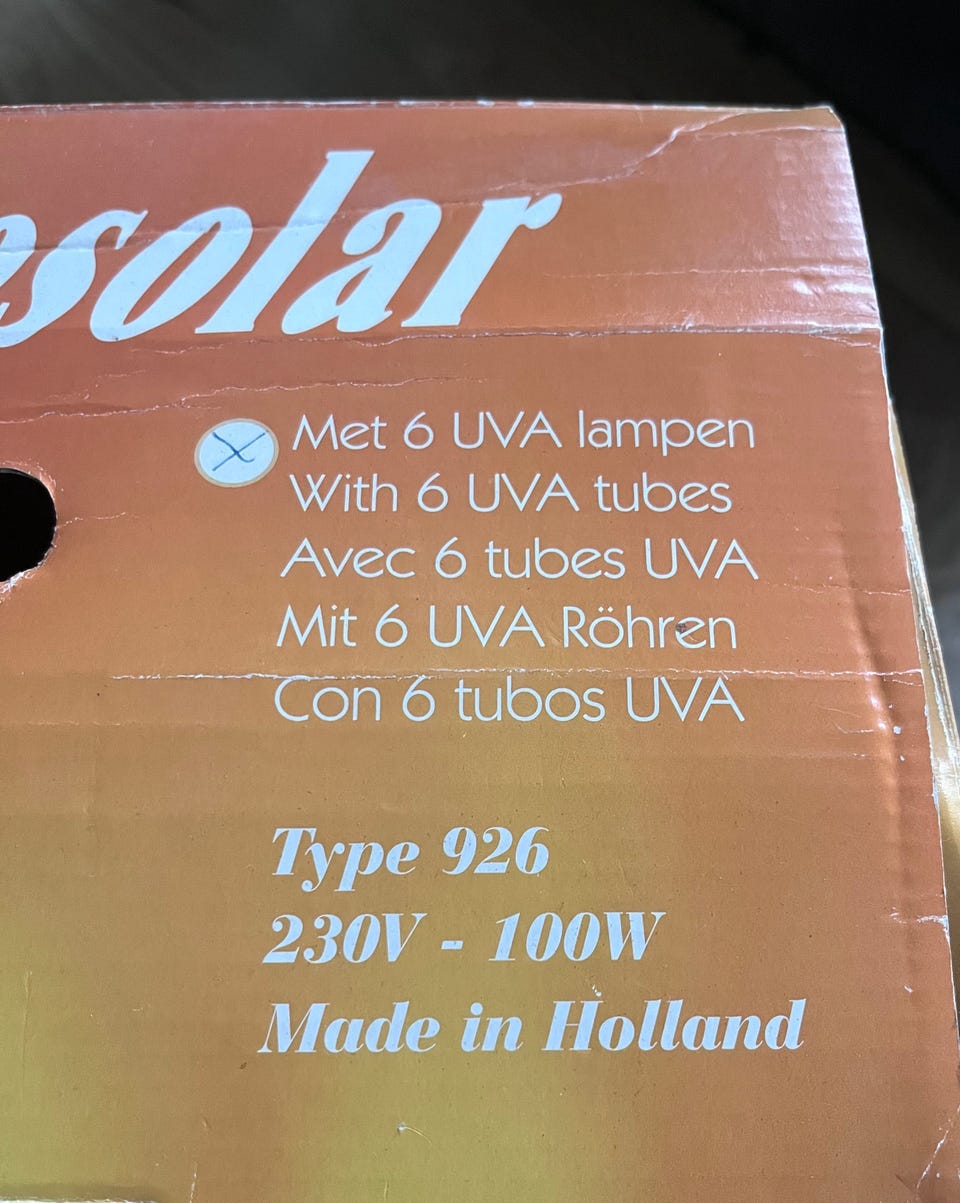 solar
Met 6 UVA lampen
With 6 UVA tubes
Avec 6 tubes UVA
Mit 6 UVA Röhren
Con 6 tubos UVA
Type 926
230V - 100W
Made in Holland